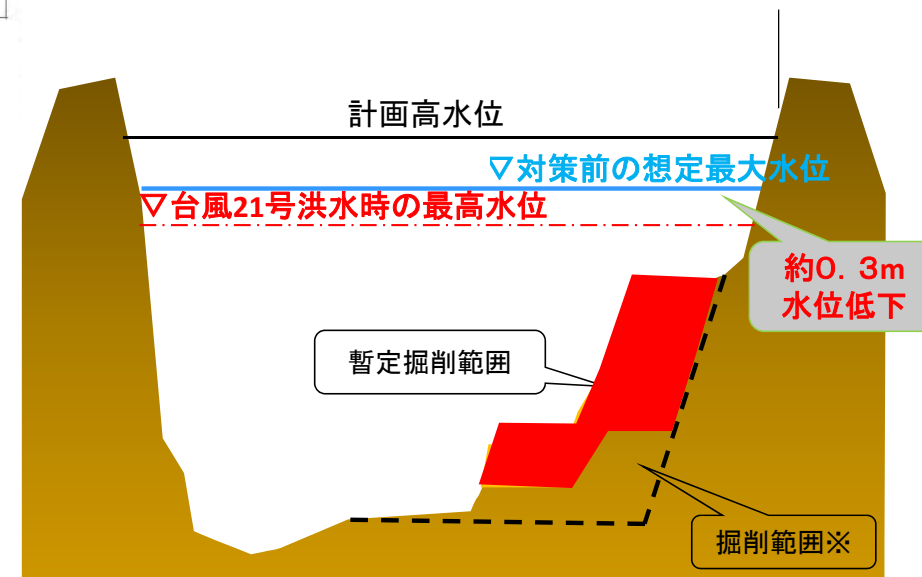 計画高水位
▽対策前の想定最大水位
▽台風21号洪水時の最高水位
約0．3m
水位低下
暫定掘削範囲
掘削範囲※